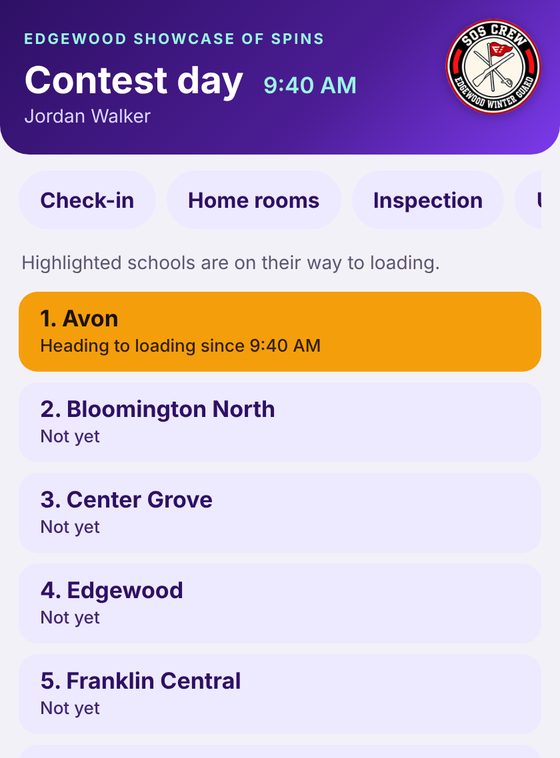 EDGEWOOD SHOWCASE OF SPINS
Contest day 9:40 AM
Jordan Walker
SOS CREW
EDGEWOOD WINTER GUARD
Check-in
Home rooms
Inspection
Highlighted schools are on their way to loading.
1. Avon
Heading to loading since 9:40 AM
2. Bloomington North
Not yet
3. Center Grove
Not yet
4. Edgewood
Not yet
5. Franklin Central
Not yet